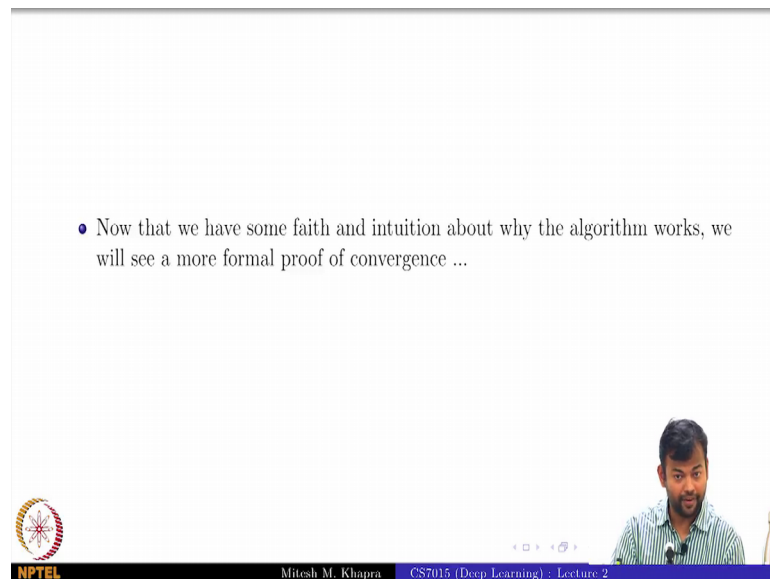 Now that we have some faith and intuition about why the algorithm works, we
will see a more formal proof of convergence ...
NPTEL
Mitesh M. Khapra CS7015 (Deep Learning) : Lecture 2